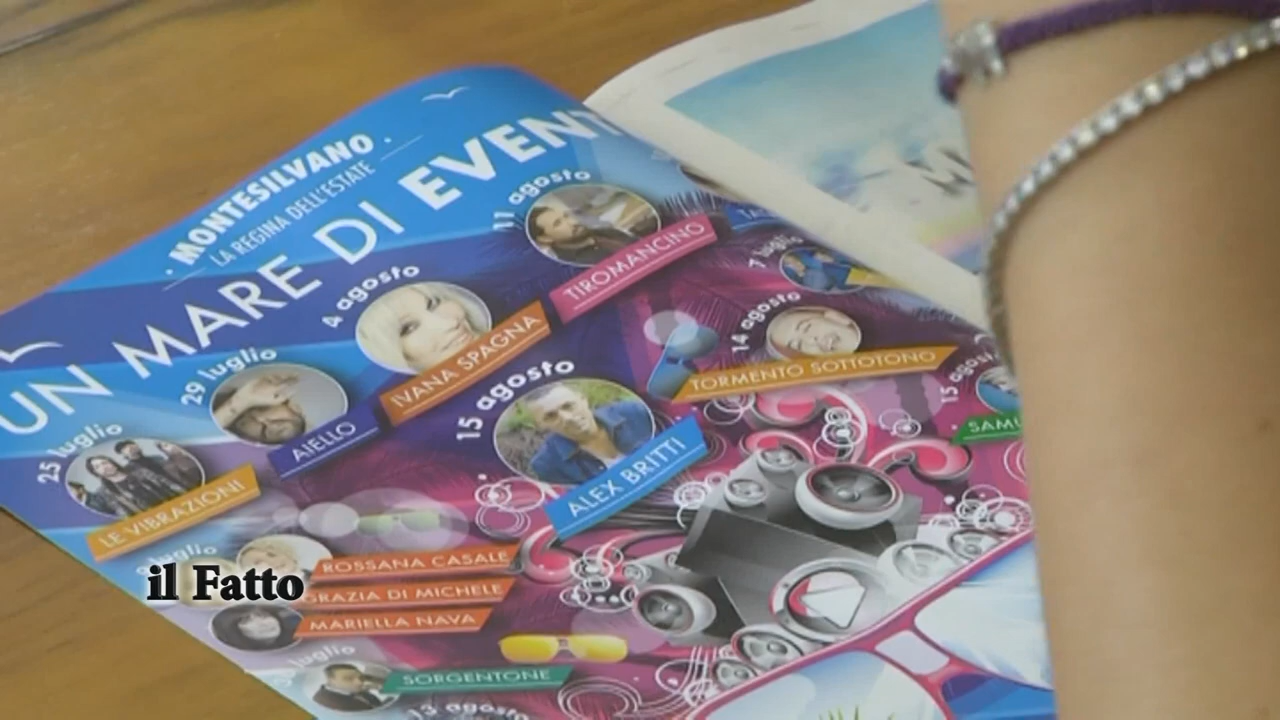 MONTESILVANO
LA REGINA DELL'ESTATE
UN MARE DI EVENTI
25 luglio
LE VIBRAZIONI
29 luglio
AIELLO
4 agosto
IVANA SPAGNA
11 agosto
TIROMANCINO
15 agosto
ALEX BRITTI
7 luglio
14 agosto
TORMENTO SOTTOTONO
15
luglio
ROSSANA CASALE
GRAZIA DI MICHELE
MARIELLA NAVA
luglio
SORGENTONE
13 agosto
il Fatto